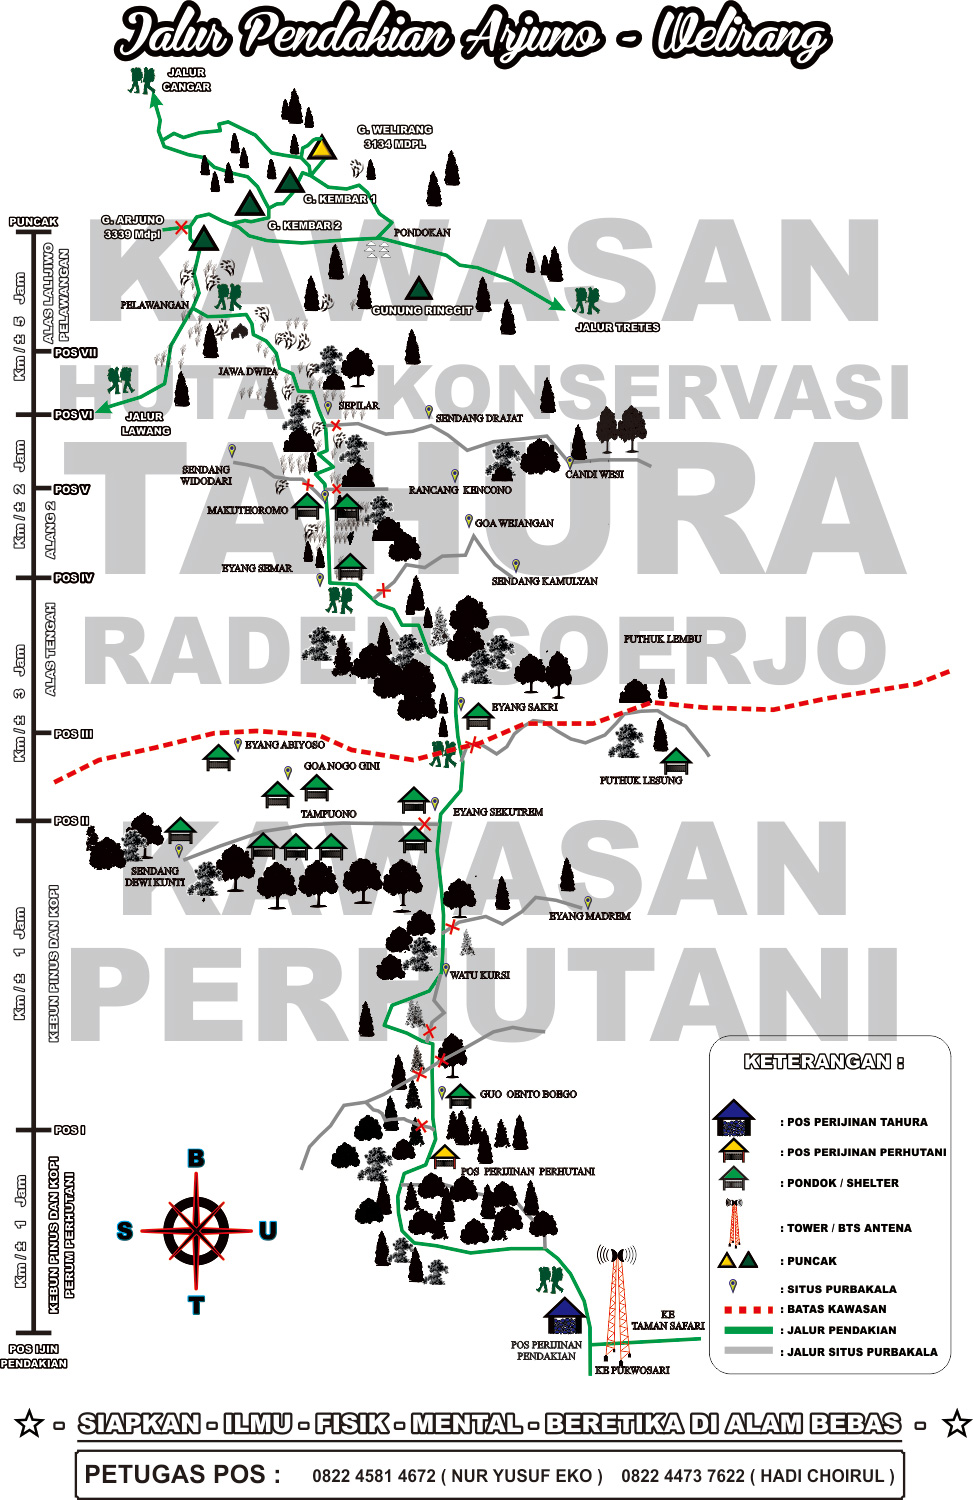 Jalur Pendakian Arjuno - Welirang
JALUR
CANGAR
G. WELIRANG
3134 MDPL
G. KEMBAR 1
PUNCAK
G. ARJUNO
3339 Mdpl
G. KEMBAR 2
PONDOKAN
KAWASAN
ALAS LALIJIWO
PELAWANGAN
Km / ± 5 Jam
PELAWANGAN
GUNUNG RINGGIT
JALUR TRETES
POS VII
JAWA DWIPA
HUTAN KONSERVASI
POS VI
JALUR
LAWANG
SEPILAR
SENDANG DRAJAT
TAHURA
SENDANG
WIDODARI
CANDI WESI
Km / ± 2 Jam
POS V
RANCANG KENCONO
MAKUTHOROMO
GOA WEJANGAN
ALANG 2
EYANG SEMAR
POS IV
SENDANG KAMULYAN
RADEN SOERJO
PUTHUK LEMBU
ALAS TENGAH
Km / ± 3 Jam
EYANG SAKRI
POS III
EYANG ABIYOSO
GOA NOGO GINI
PUTHUK LESUNG
TAMPUONO
EYANG SEKUTREM
POS II
KAWASAN
SENDANG
DEWI KUNTI
EYANG MADREM
PERHUTANI
Km / ± 1 Jam
KEBUN PINUS DAN KOPI
WATU KURSI
GUO OENTO BOEGO
POS I
POS PERIJINAN PERHUTANI
Km / ± 1 Jam
KEBUN PINUS DAN KOPI
PERUM PERHUTANI
B
S
U
T
POS IJIN
PENDAKIAN
POS PERIJINAN
PENDAKIAN
KE
TAMAN SAFARI
KE PURWOSARI
KETERANGAN :
: POS PERIJINAN TAHURA
: POS PERIJINAN PERHUTANI
: PONDOK / SHELTER
: TOWER / BTS ANTENA
: PUNCAK
: SITUS PURBAKALA
: BATAS KAWASAN
: JALUR PENDAKIAN
: JALUR SITUS PURBAKALA
- SIAPKAN - ILMU - FISIK - MENTAL - BERETIKA DI ALAM BEBAS -
PETUGAS POS : 0822 4581 4672 ( NUR YUSUF EKO ) 0822 4473 7622 ( HADI CHOIRUL )